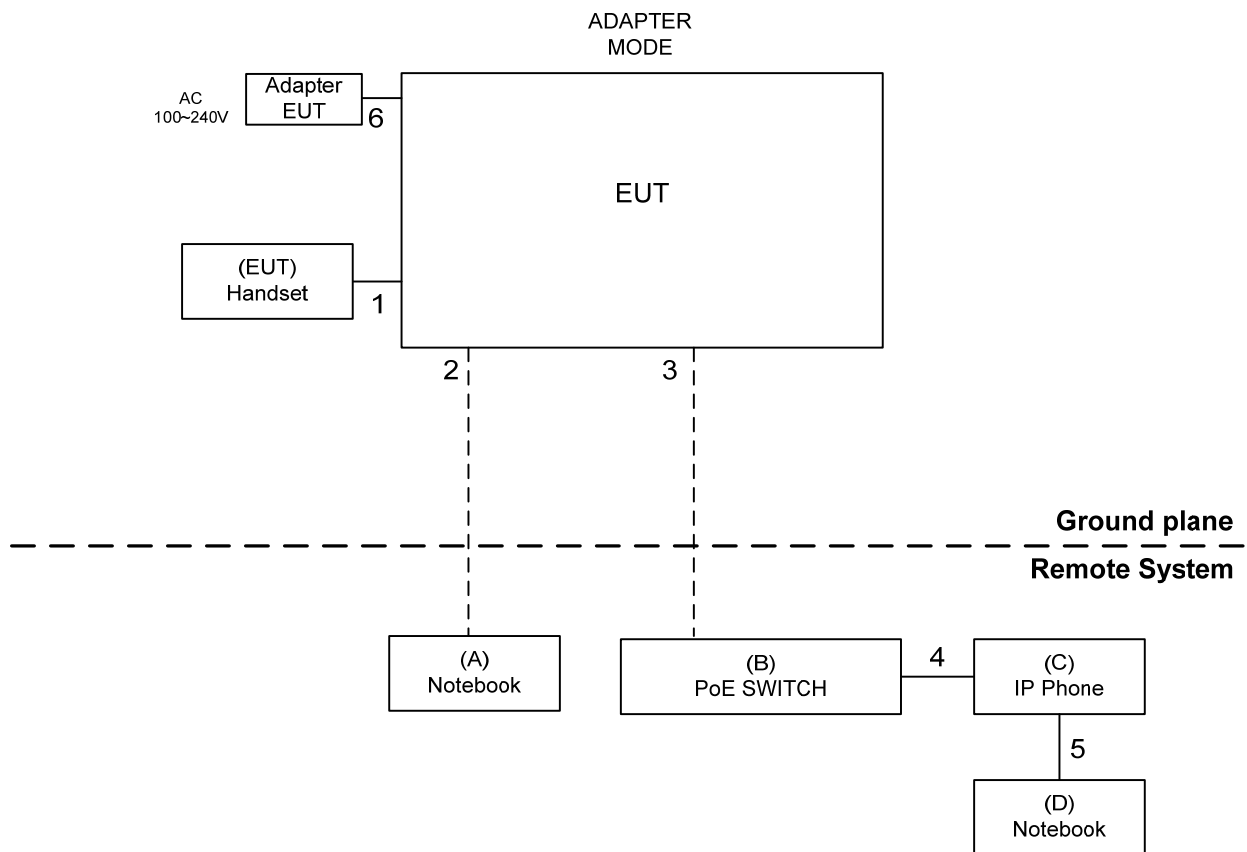 ADAPTER
MODE
AC
100~240V
Adapter
EUT
6
EUT
(EUT)
Handset
1
2
3
Ground plane
Remote System
(A)
Notebook
(B)
PoE SWITCH
4
(C)
IP Phone
5
(D)
Notebook